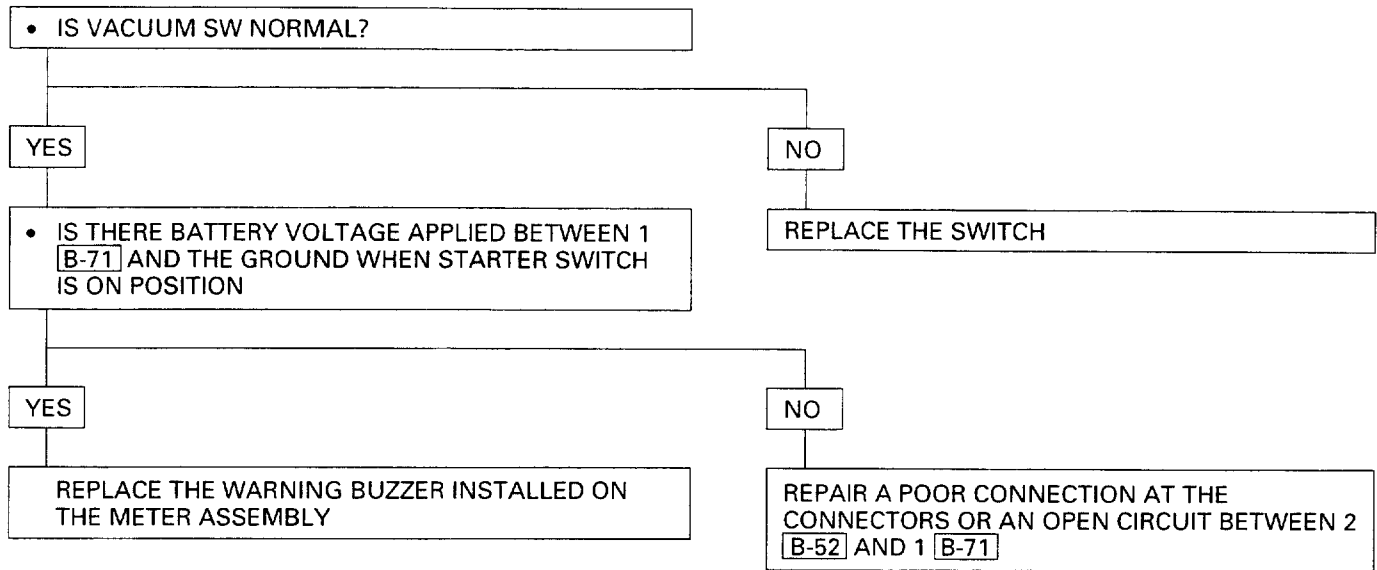 • IS VACUUM SW NORMAL?
YES
NO
• IS THERE BATTERY VOLTAGE APPLIED BETWEEN 1
B-71 AND THE GROUND WHEN STARTER SWITCH
IS ON POSITION
REPLACE THE SWITCH
YES
NO
REPLACE THE WARNING BUZZER INSTALLED ON
THE METER ASSEMBLY
REPAIR A POOR CONNECTION AT THE
CONNECTORS OR AN OPEN CIRCUIT BETWEEN 2
B-52 AND 1 B-71